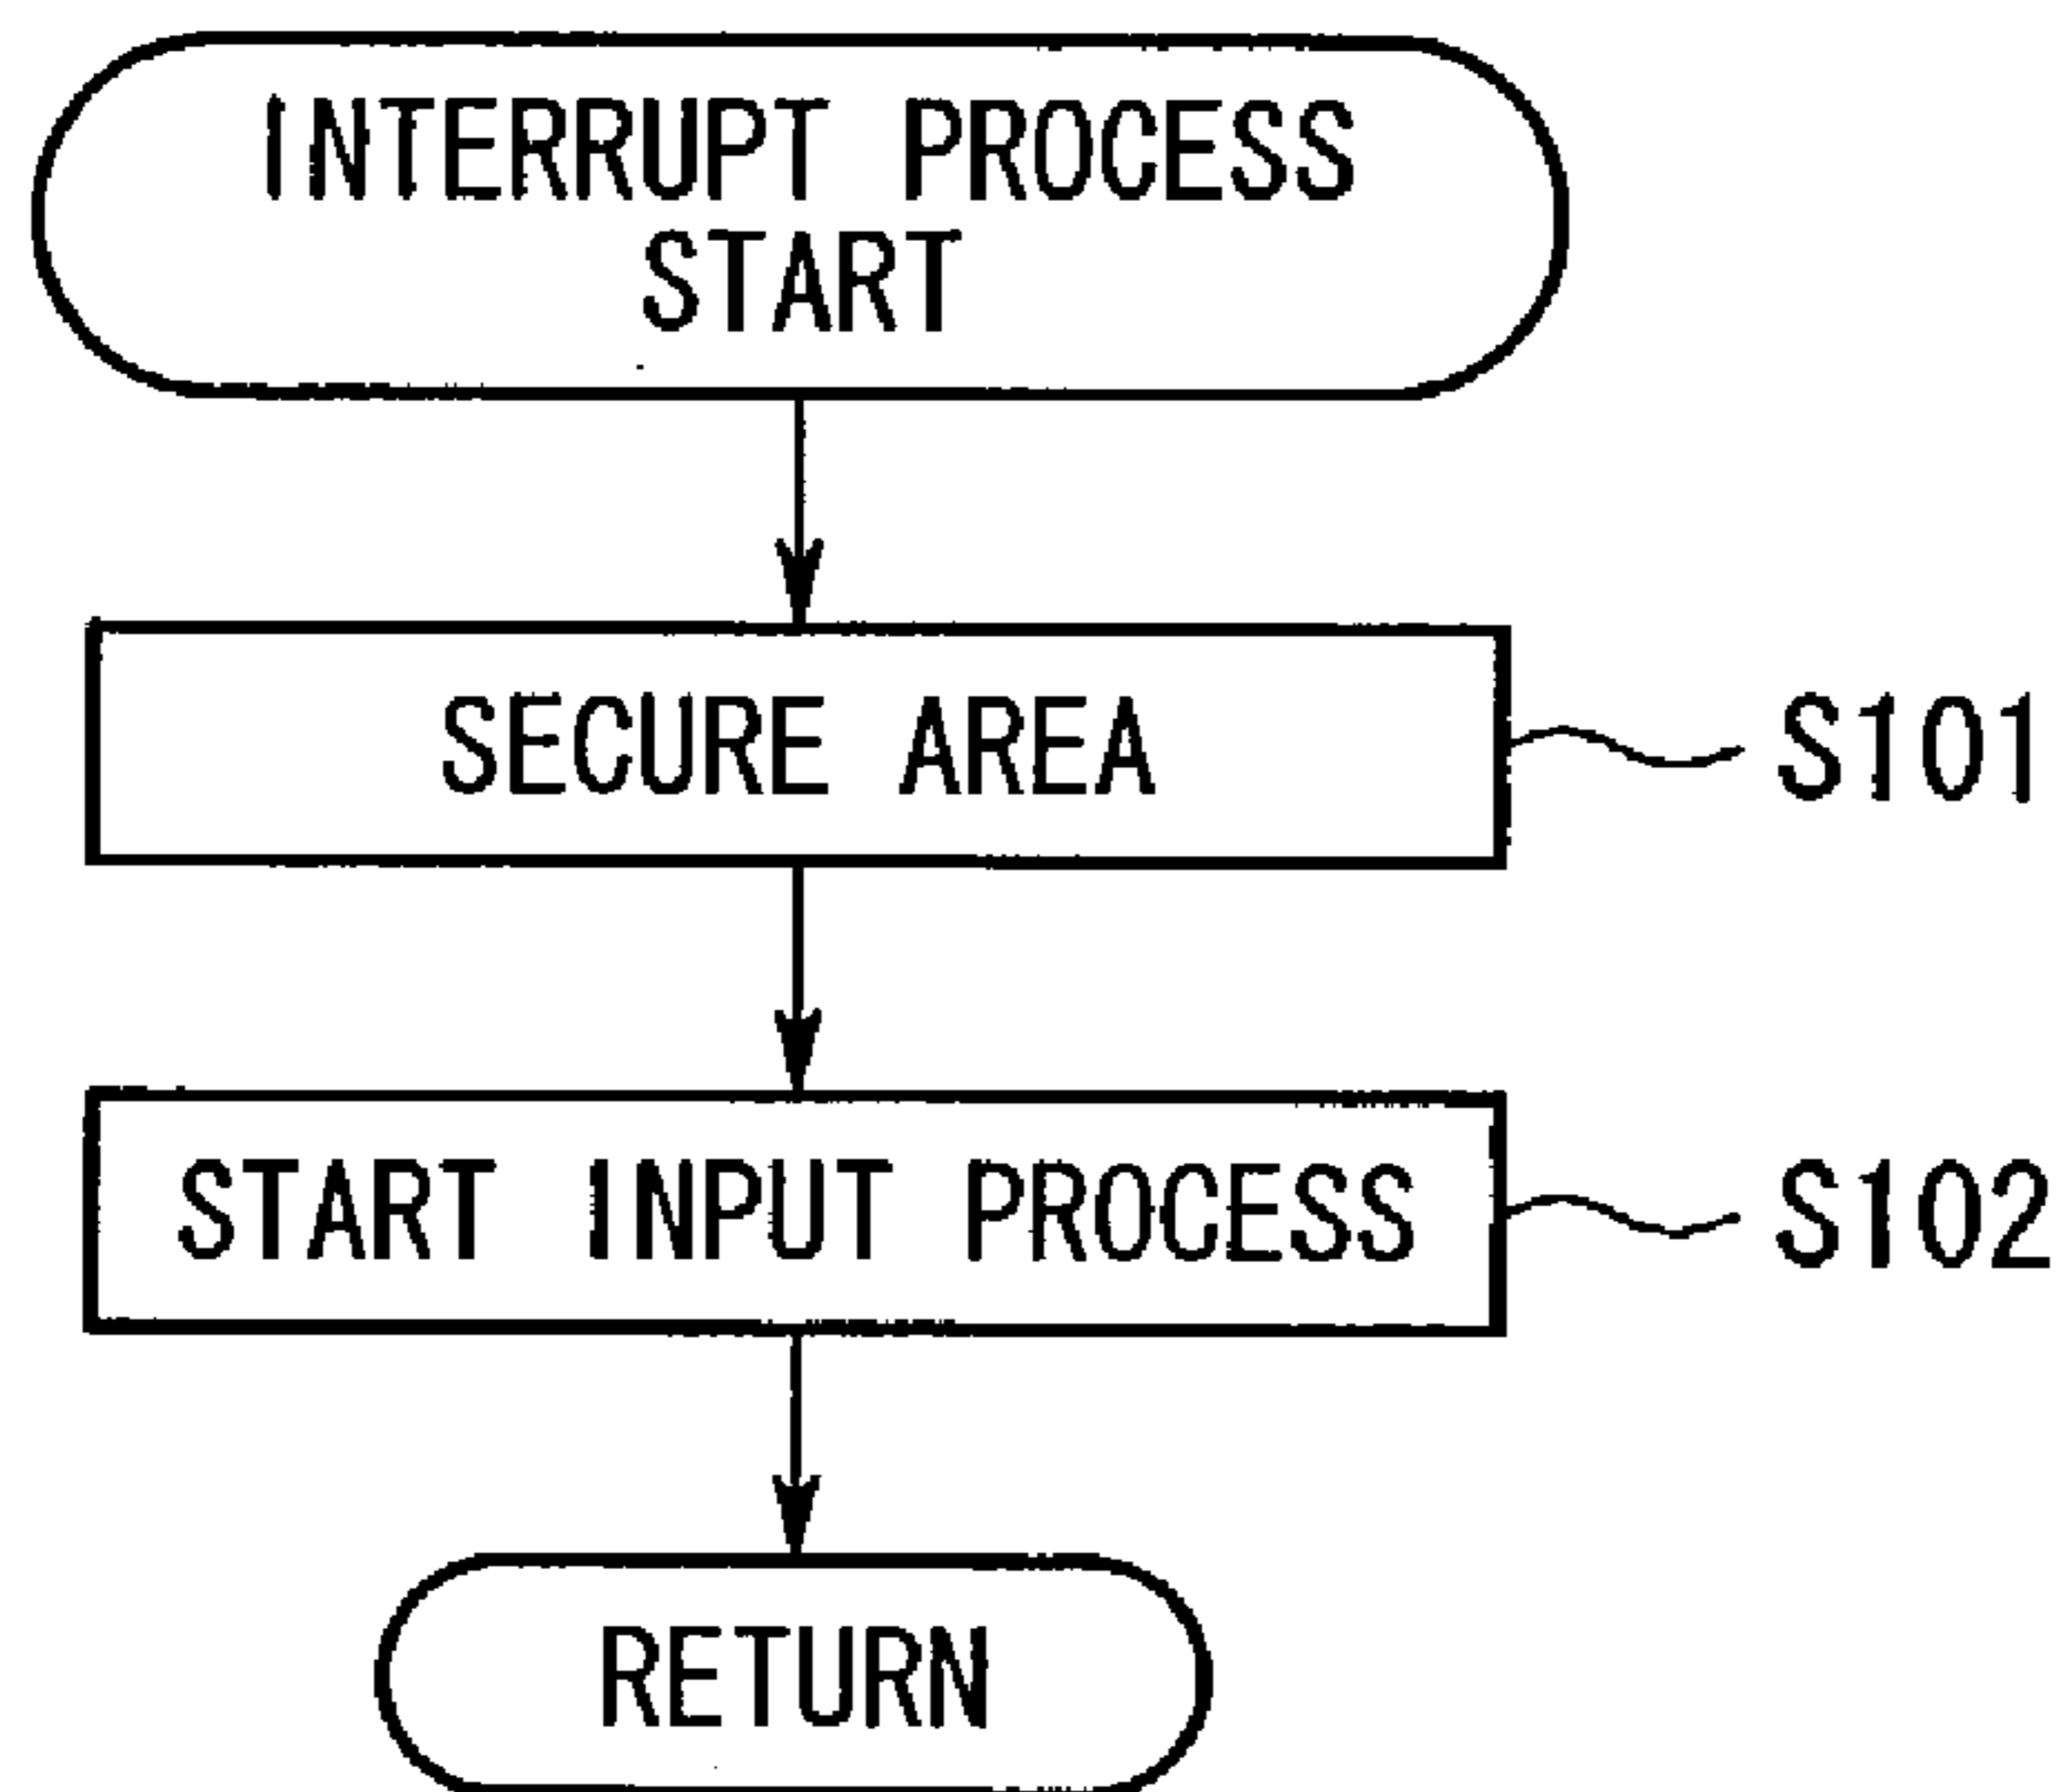 INTERRUPT PROCESS
START
SECURE AREA
S101
START INPUT PROCESS
S102
RETURN